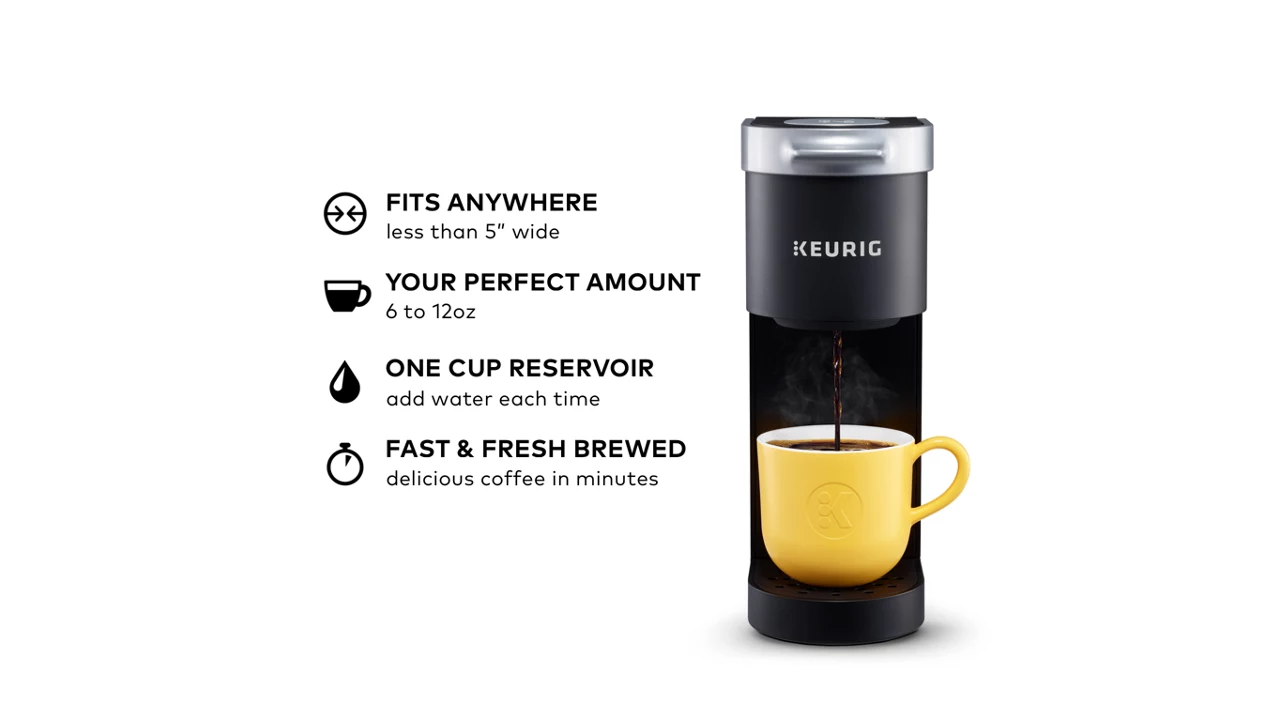 FITS ANYWHERE
less than 5” wide
YOUR PERFECT AMOUNT
6 to 12oz
ONE CUP RESERVOIR
add water each time
FAST & FRESH BREWED
delicious coffee in minutes
KEURIG
K